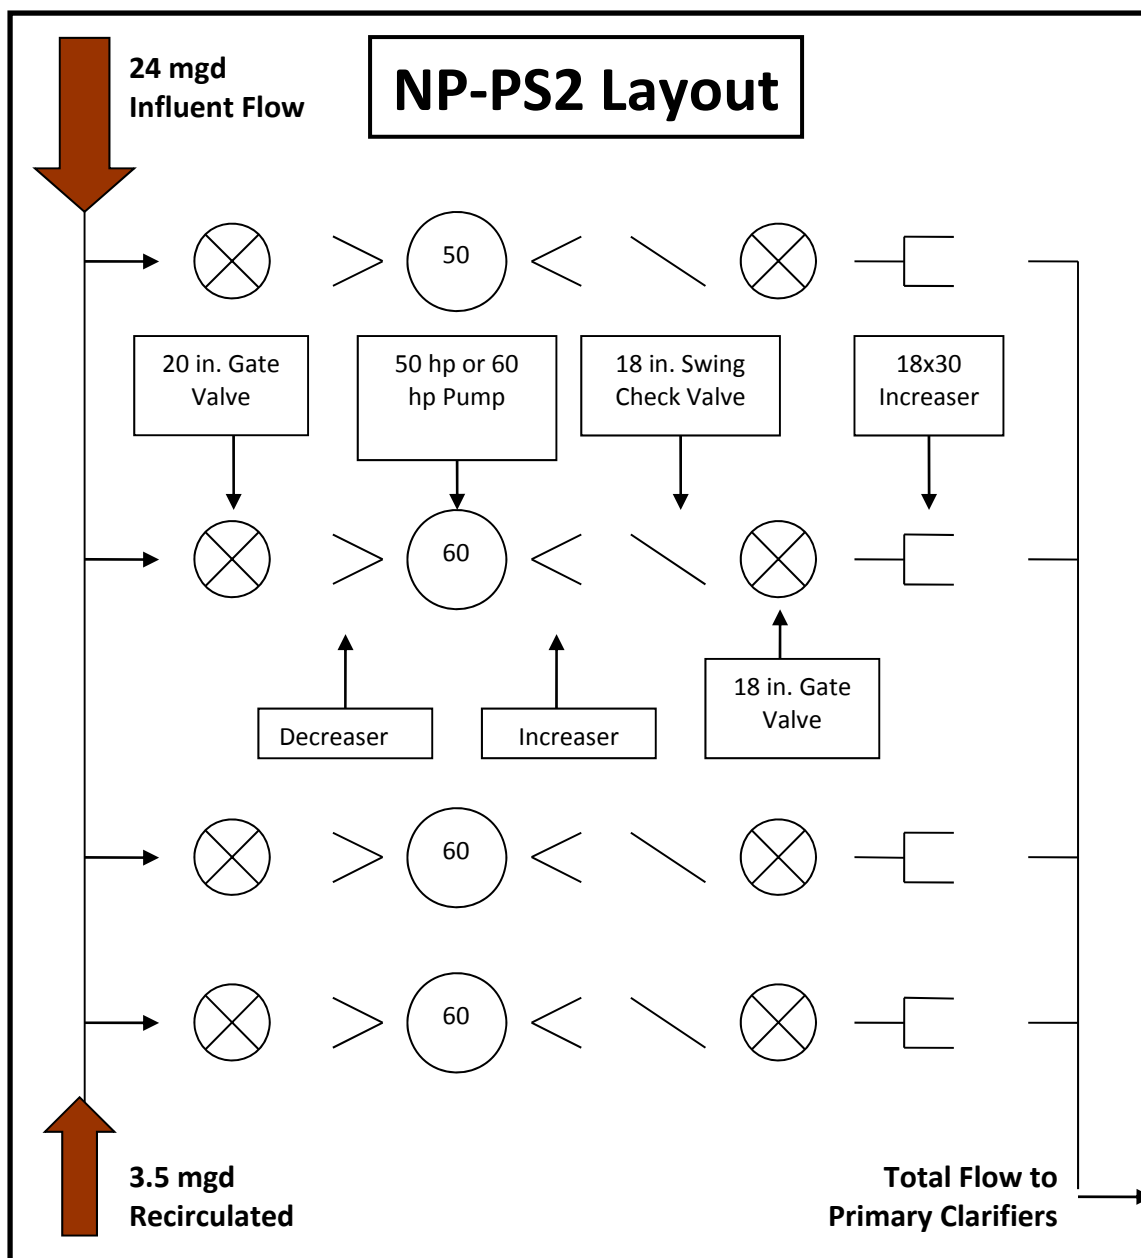 24 mgd
Influent Flow
NP-PS2 Layout
50
20 in. Gate
Valve
50 hp or 60
hp Pump
18 in. Swing
Check Valve
18x30
Increaser
60
Decreaser
Increaser
18 in. Gate
Valve
60
60
3.5 mgd
Recirculated
Total Flow to
Primary Clarifiers